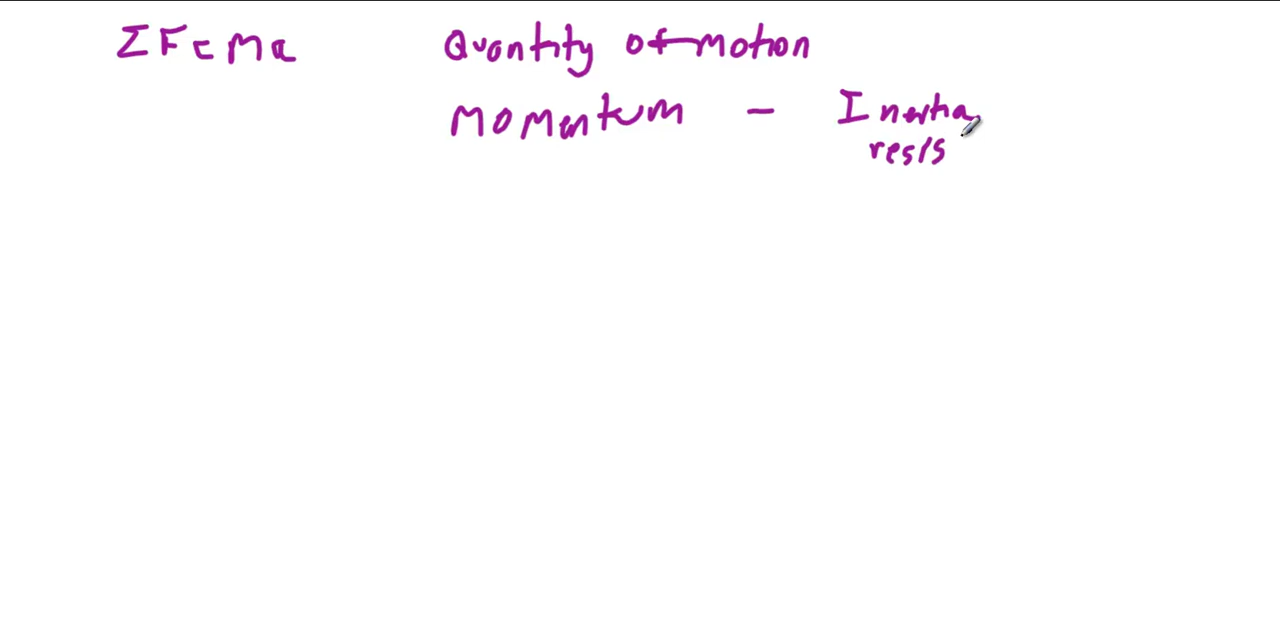 ΣF = ma
Quantity of motion
Momentum - Inertia
resis